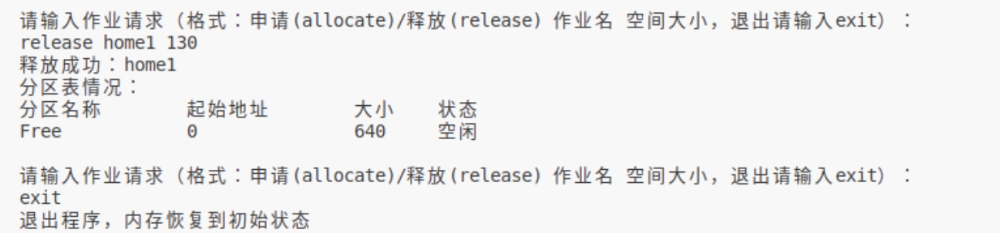 请输入作业请求（格式：申请(allocate)/释放(release) 作业名 空间大小，退出请输入exit）：
release home1 130
释放成功：home1
分区表情况：
分区名称 起始地址 大小 状态
Free 0 640 空闲
请输入作业请求（格式：申请(allocate)/释放(release) 作业名 空间大小，退出请输入exit）：
exit
退出程序，内存恢复到初始状态